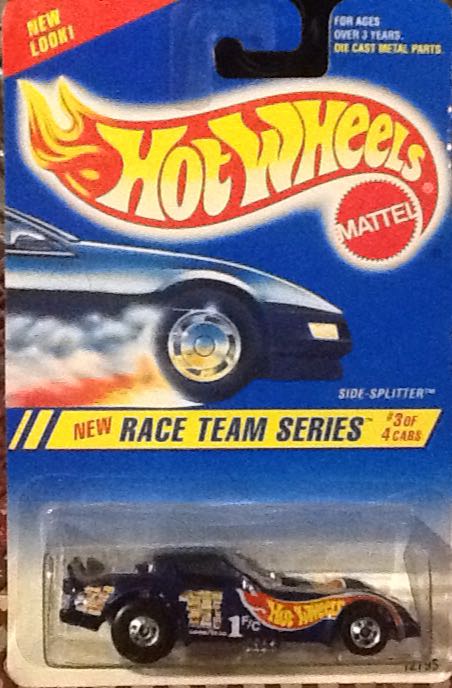 NEW
LOOK!
FOR AGES
OVER 3 YEARS.
DIE CAST METAL PARTS.
HOT WHEELS®
MATTEL
SIDE-SPLITTER™
NEW RACE TEAM SERIES™ #3 OF
4 CARS
1 F/C
HOT WHEELS